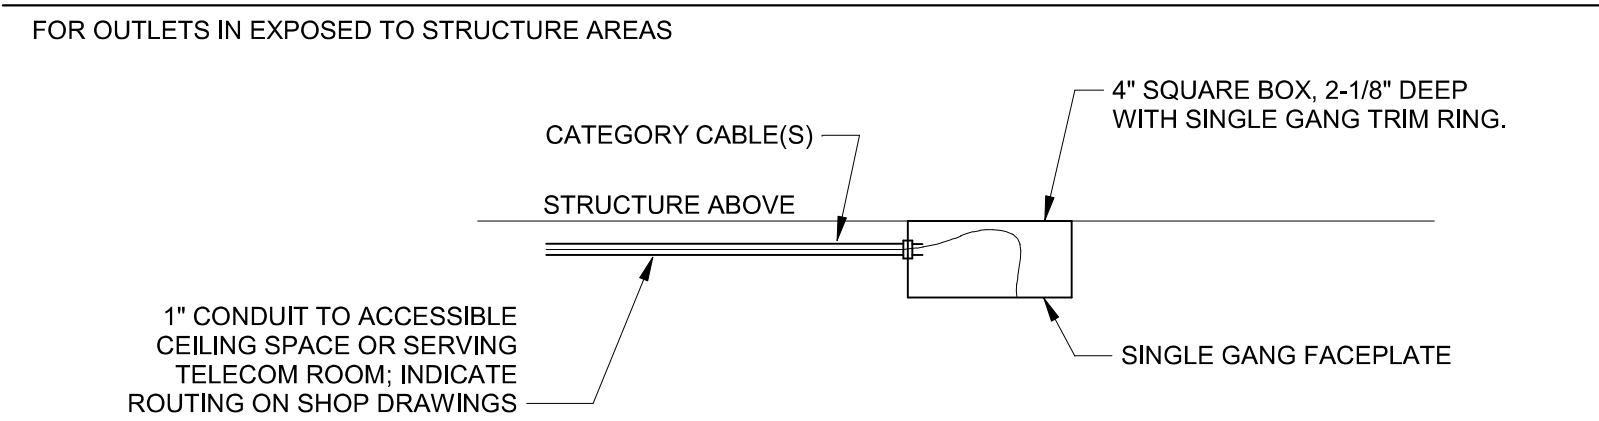 FOR OUTLETS IN EXPOSED TO STRUCTURE AREAS
4" SQUARE BOX, 2-1/8" DEEP
WITH SINGLE GANG TRIM RING.
CATEGORY CABLE(S)
STRUCTURE ABOVE
1" CONDUIT TO ACCESSIBLE
CEILING SPACE OR SERVING
TELECOM ROOM; INDICATE
ROUTING ON SHOP DRAWINGS
SINGLE GANG FACEPLATE